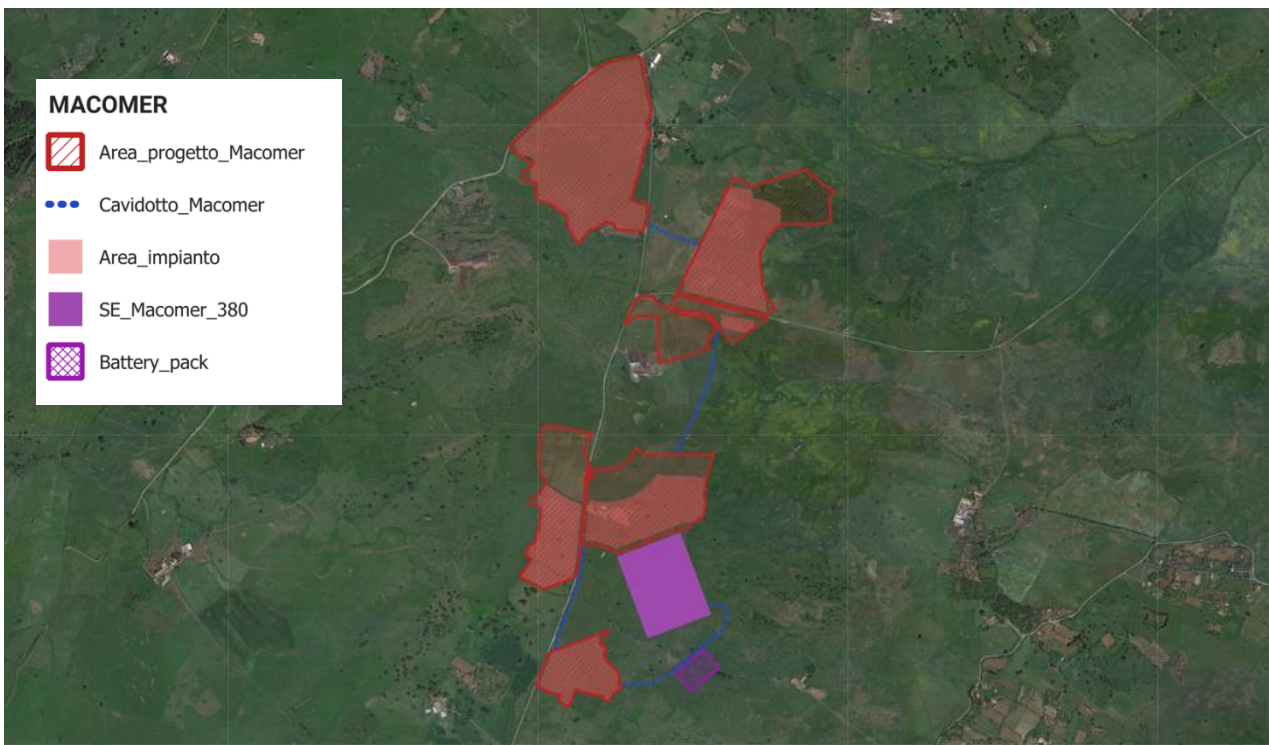 MACOMER
Area_progetto_Macomer
Cavidotto_Macomer
Area_impianto
SE_Macomer_380
Battery_pack